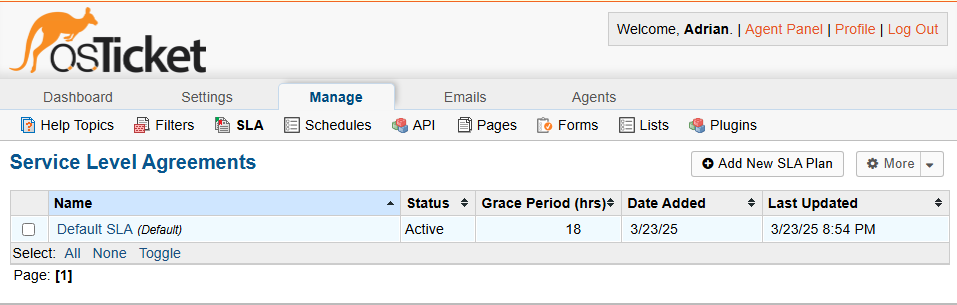 osTicket
Welcome, Adrian. | Agent Panel | Profile | Log Out
Dashboard Settings Manage Emails Agents
Help Topics Filters SLA Schedules API Pages Forms Lists Plugins
Service Level Agreements
Add New SLA Plan More
Name Status Grace Period (hrs) Date Added Last Updated
Default SLA (Default) Active 18 3/23/25 3/23/25 8:54 PM
Select: All None Toggle
Page: [1]